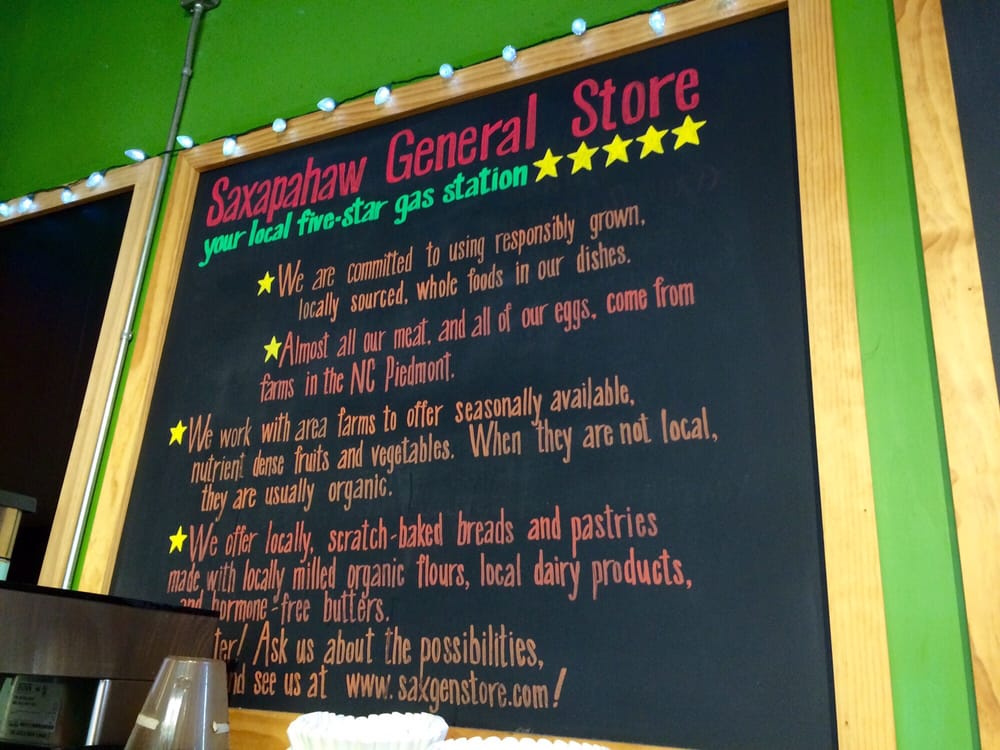 Saxapahaw General Store
your local five-star gas station
We are committed to using responsibly grown,
locally sourced, whole foods in our dishes.
Almost all our meat, and all of our eggs, come from
farms in the NC Piedmont.
We work with area farms to offer seasonally available,
nutrient dense fruits and vegetables. When they are not local,
they are usually organic.
We offer locally, scratch-baked breads and pastries
made with locally milled organic flours, local dairy products,
and hormone-free butters.
Ask us about the possibilities,
see us at www.saxgenstore.com!